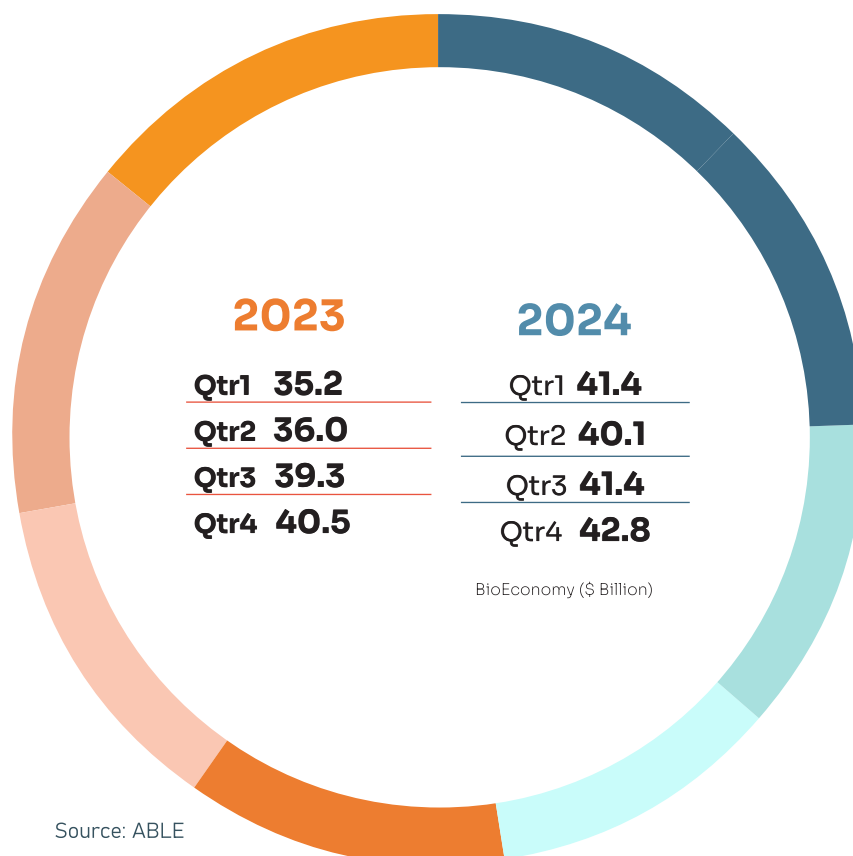 2023
Qtr1 35.2
Qtr2 36.0
Qtr3 39.3
Qtr4 40.5
2024
Qtr1 41.4
Qtr2 40.1
Qtr3 41.4
Qtr4 42.8
BioEconomy ($ Billion)
Source: ABLE